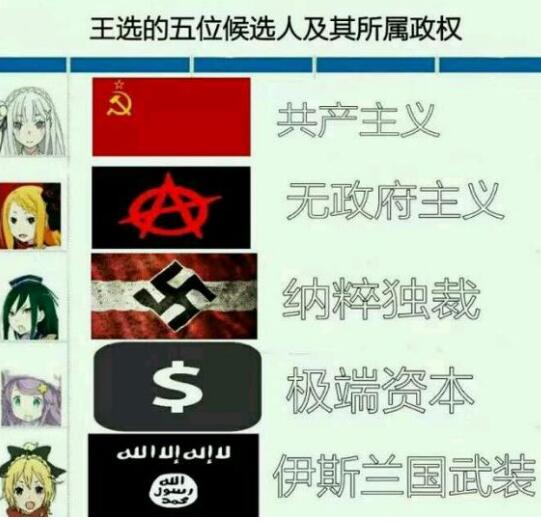 王选的五位候选人及其所属政权
共产主义
无政府主义
纳粹独裁
$
极端资本
لا إله إلا الله
الله
رسول
محمد
伊斯兰国武装